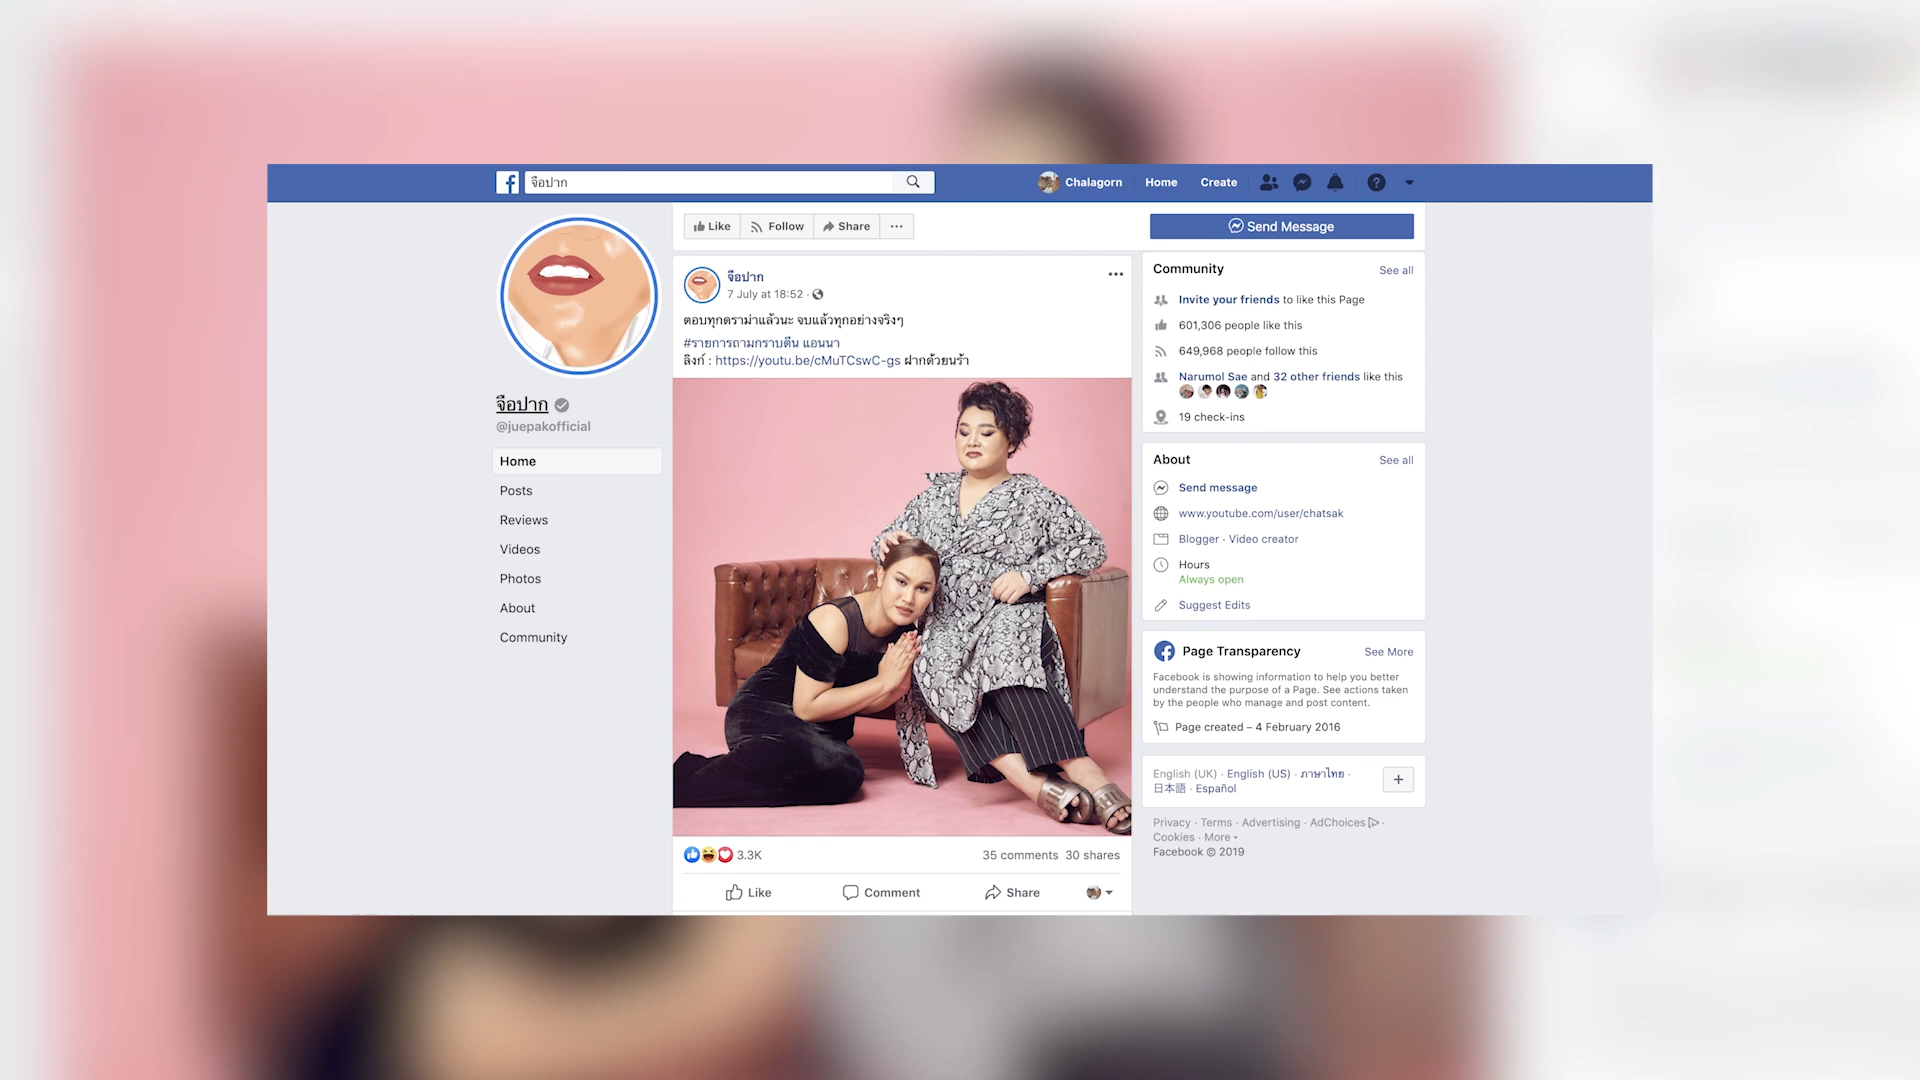 จือปาก
Chalagorn
Home
Create
Like
Follow
Share
Send Message
จือปาก
@juepakofficial
Home
Posts
Reviews
Videos
Photos
About
Community
จือปาก
7 July at 18:52 ·
ตอบทุกดราม่าแล้วนะ จบแล้วทุกอย่างจริงๆ
#รายการถามกราบตีน แอนนา
ลิงก์ : https://youtu.be/cMuTCswC-gs ฝากด้วยนร้า
3.3K
35 comments 30 shares
Like
Comment
Share
Community
See all
Invite your friends to like this Page
601,306 people like this
649,968 people follow this
Narumol Sae and 32 other friends like this
19 check-ins
About
See all
Send message
www.youtube.com/user/chatsak
Blogger · Video creator
Hours
Always open
Suggest Edits
Page Transparency
See More
Facebook is showing information to help you better
understand the purpose of a Page. See actions taken
by the people who manage and post content.
Page created – 4 February 2016
English (UK) · English (US) · ภาษาไทย ·
日本語 · Español
Privacy · Terms · Advertising · AdChoices ·
Cookies · More
Facebook © 2019